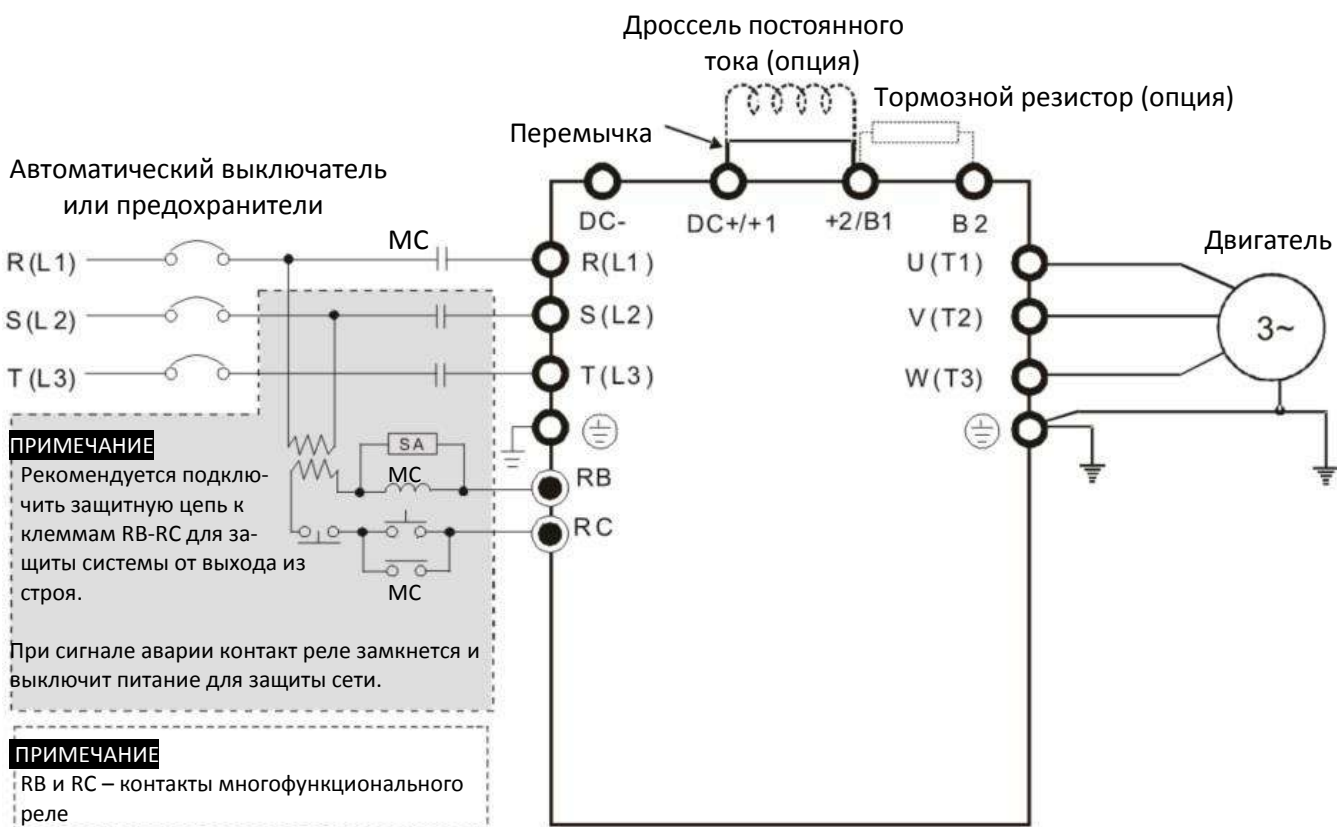 Дроссель постоянного
тока (опция)
Тормозной резистор (опция)
Перемычка
Автоматический выключатель
или предохранители
DC-
DC+/+1
+2/B1
B2
MC
Двигатель
R(L1)
R(L1)
U(T1)
S(L2)
S(L2)
V(T2)
3~
T(L3)
T(L3)
W(T3)
ПРИМЕЧАНИЕ
Рекомендуется подклю-
чить защитную цепь к
клеммам RB-RC для за-
щиты системы от выхода из
строя.
SA
MC
RB
RC
MC
При сигнале аварии контакт реле замкнется и
выключит питание для защиты сети.
ПРИМЕЧАНИЕ
RB и RC – контакты многофункционального
реле